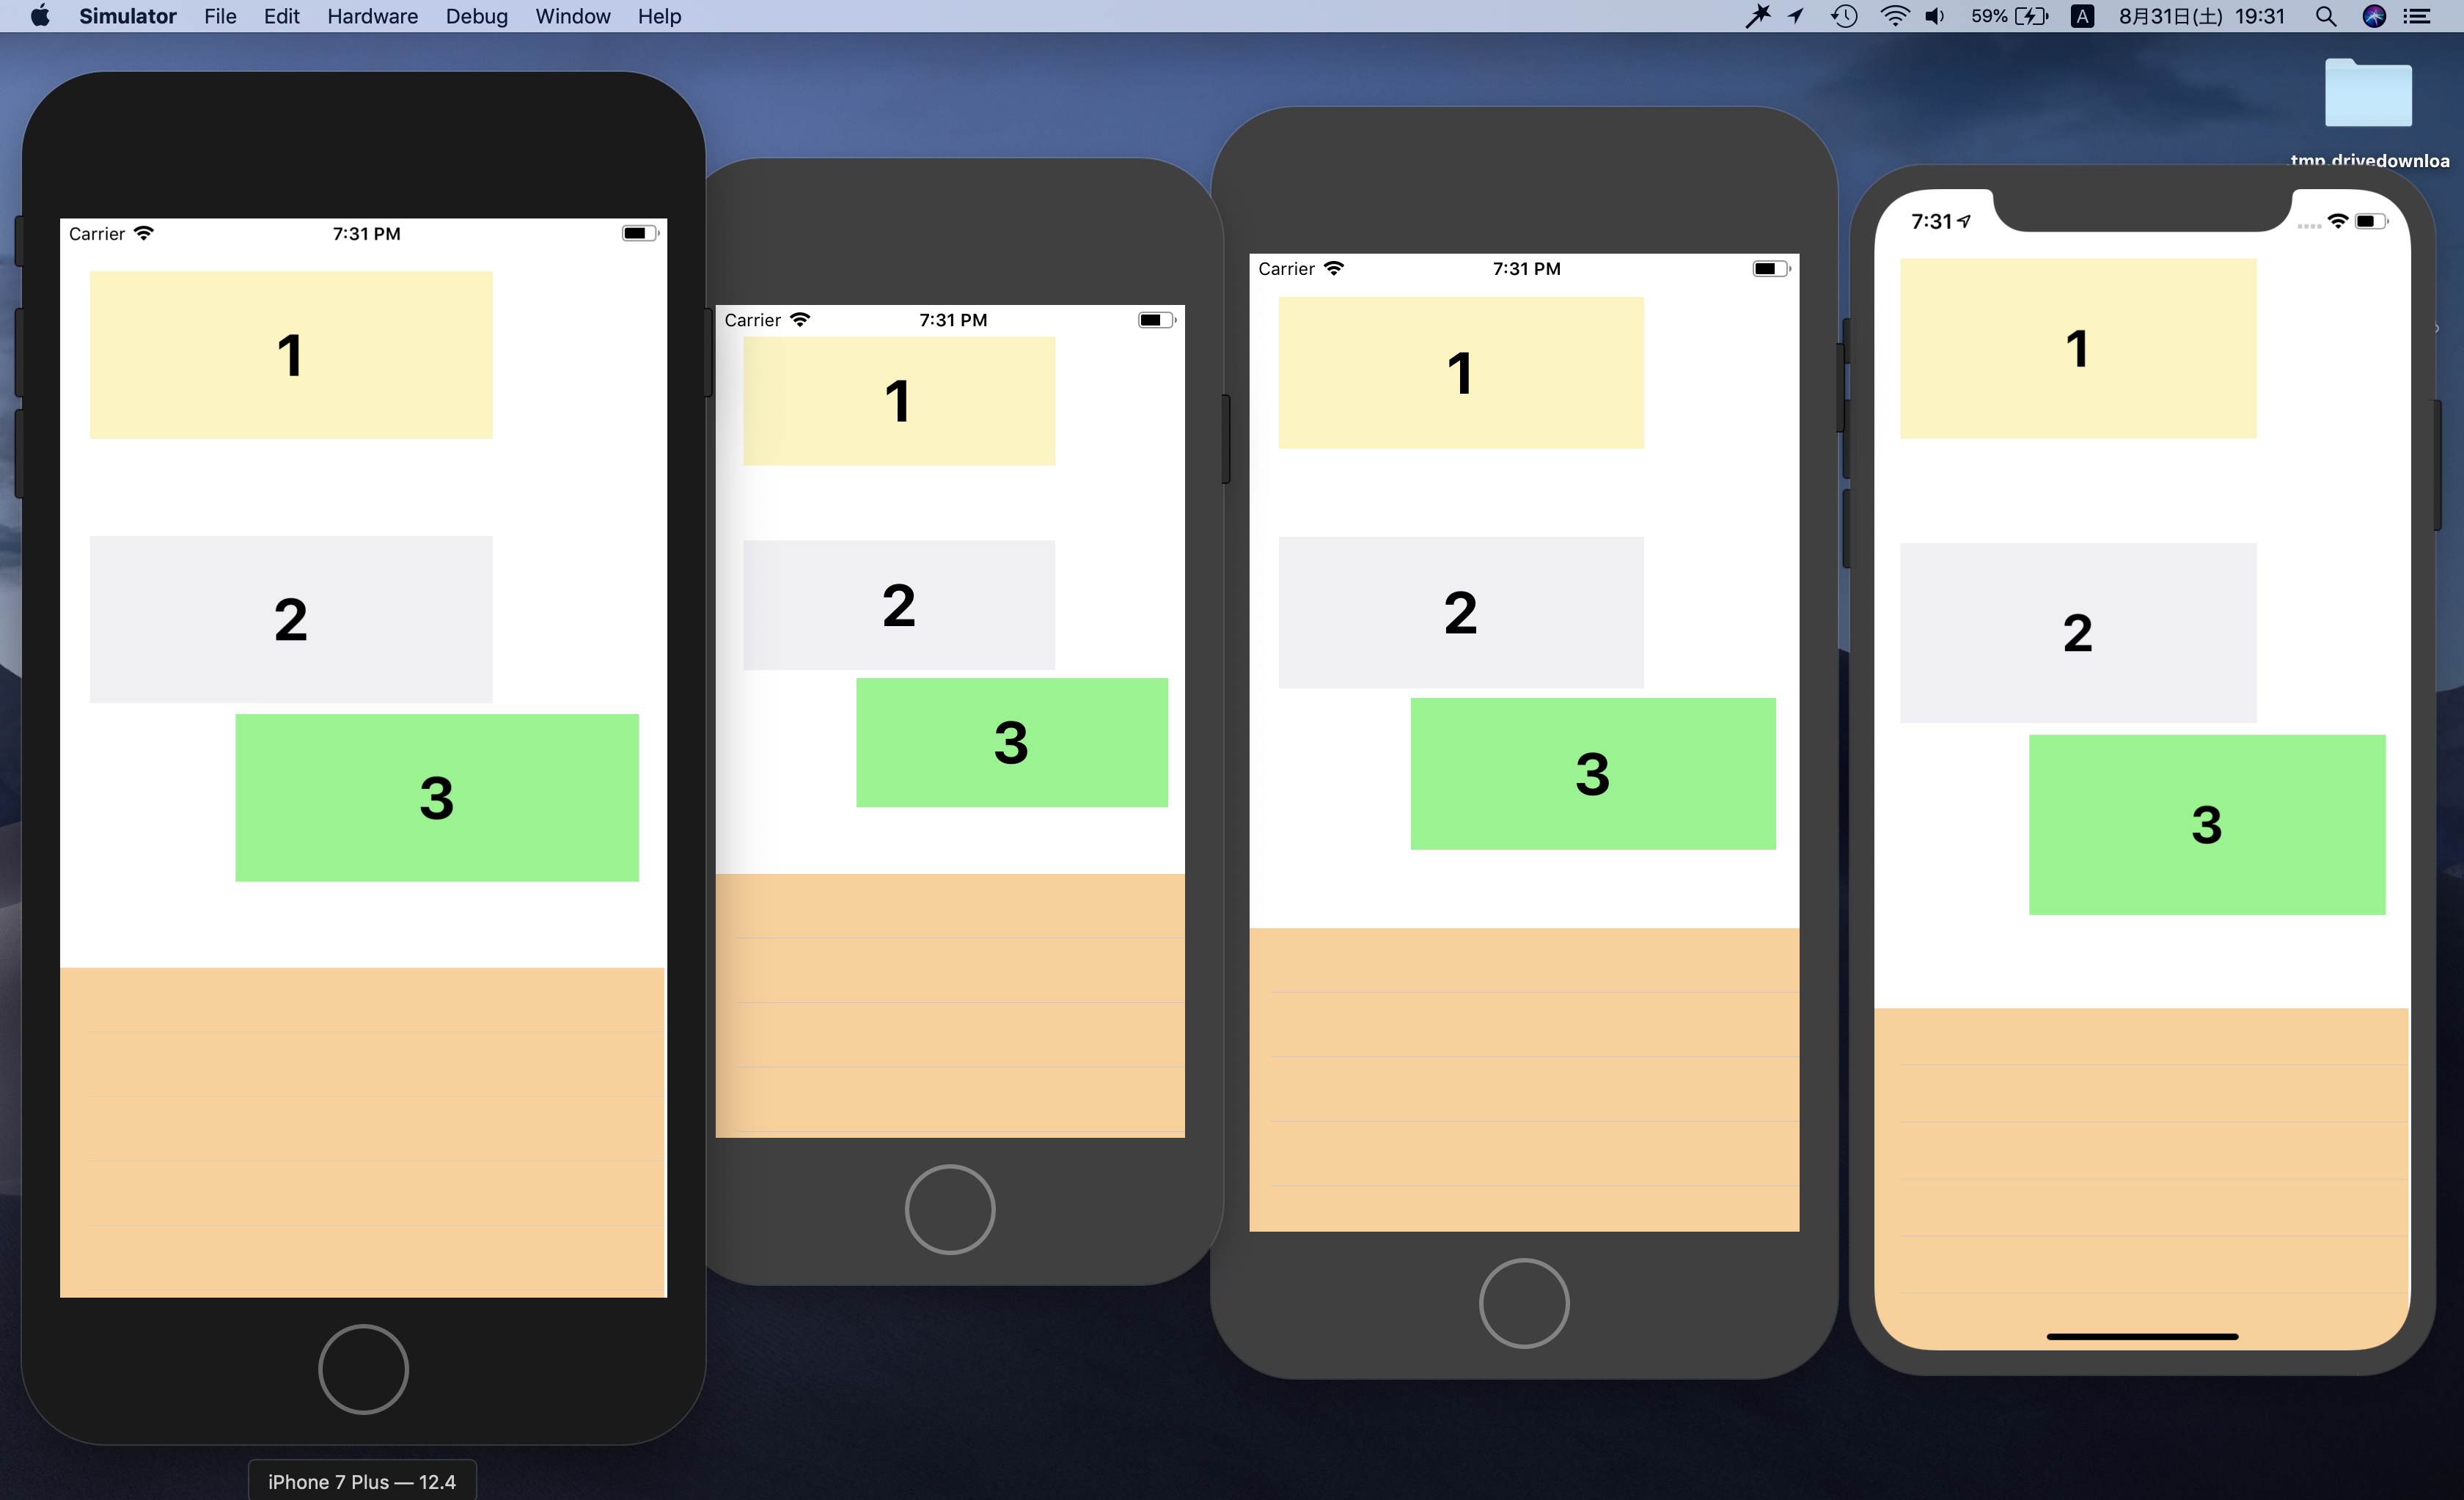 Simulator File Edit Hardware Debug Window Help 59% A 8月31日(土) 19:31
tmp.drivedownloa
Carrier 7:31 PM
1
2
3
iPhone 7 Plus — 12.4
Carrier 7:31 PM
1
2
3
Carrier 7:31 PM
1
2
3
7:31
1
2
3